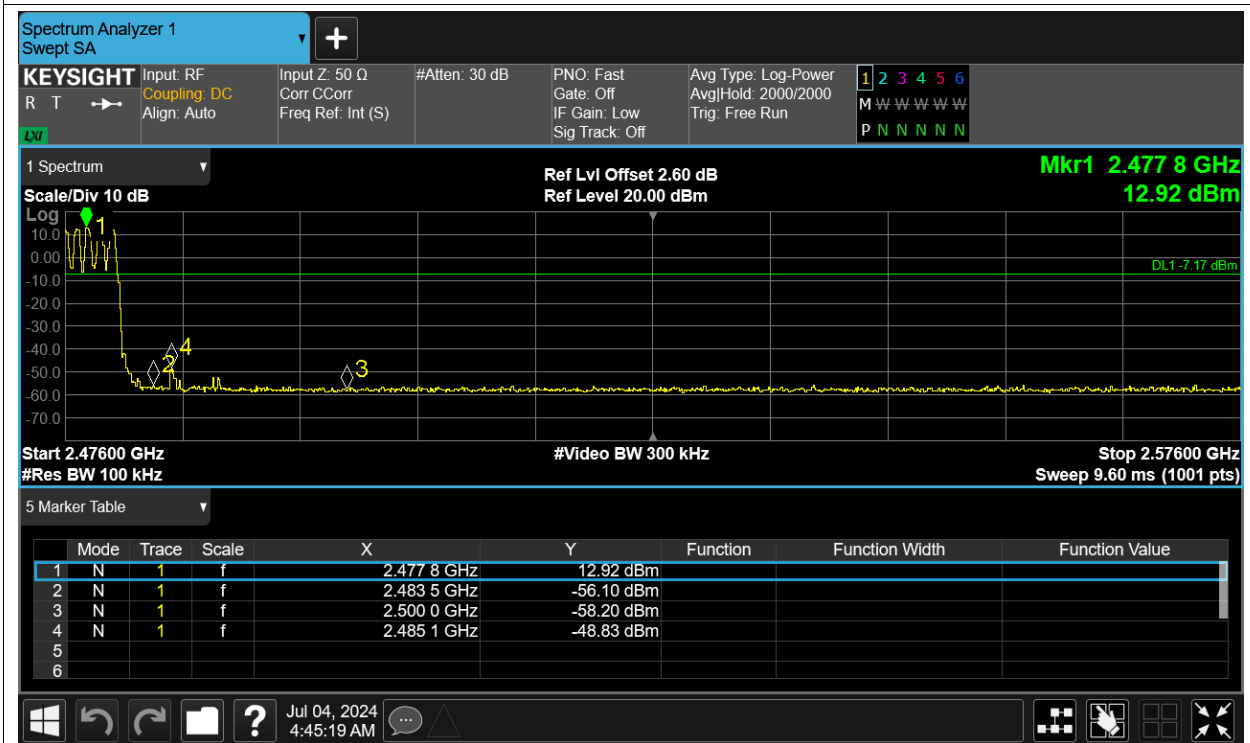 Spectrum Analyzer 1
Swept SA
+
KEYSIGHT
R T
LXI
Input: RF
Coupling: DC
Align: Auto
Input Z: 50 Ω
Corr CCorr
Freq Ref: Int (S)
#Atten: 30 dB
PNO: Fast
Gate: Off
IF Gain: Low
Sig Track: Off
Avg Type: Log-Power
Avg|Hold: 2000/2000
Trig: Free Run
1 2 3 4 5 6
M W W W W W
P N N N N N
1 Spectrum
Scale/Div 10 dB
Ref Lvl Offset 2.60 dB
Ref Level 20.00 dBm
Mkr1 2.477 8 GHz
12.92 dBm
Log
10.0
0.00
-10.0
-20.0
-30.0
-40.0
-50.0
-60.0
-70.0
1
DL1 -7.17 dBm
4
2
3
Start 2.47600 GHz
#Video BW 300 kHz
Stop 2.57600 GHz
#Res BW 100 kHz
Sweep 9.60 ms (1001 pts)
5 Marker Table
Mode Trace Scale X Y Function Function Width Function Value
1 N 1 f 2.477 8 GHz 12.92 dBm
2 N 1 f 2.483 5 GHz -56.10 dBm
3 N 1 f 2.500 0 GHz -58.20 dBm
4 N 1 f 2.485 1 GHz -48.83 dBm
5
6
?
Jul 04, 2024
4:45:19 AM